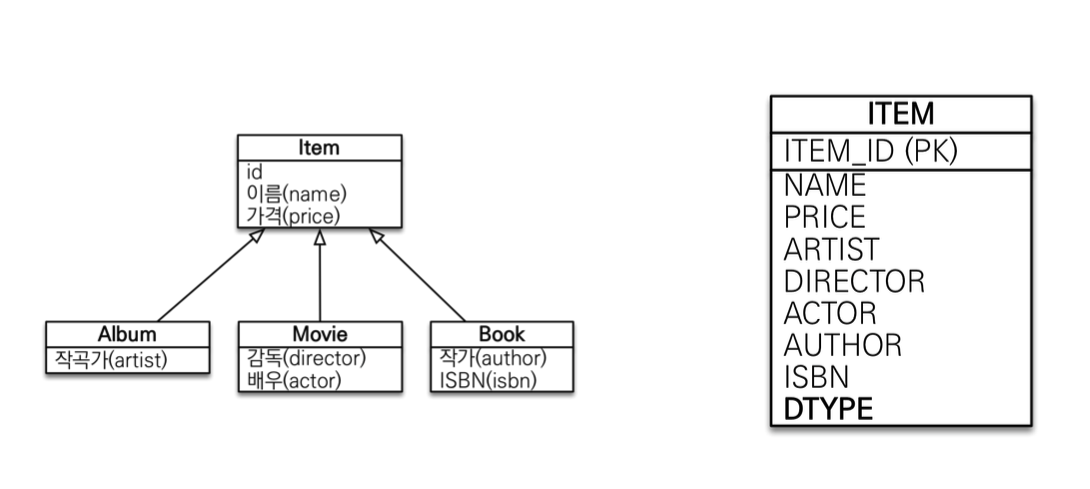 Item
id
이름(name)
가격(price)
Album
작곡가(artist)
Movie
감독(director)
배우(actor)
Book
작가(author)
ISBN(isbn)
ITEM
ITEM_ID (PK)
NAME
PRICE
ARTIST
DIRECTOR
ACTOR
AUTHOR
ISBN
DTYPE